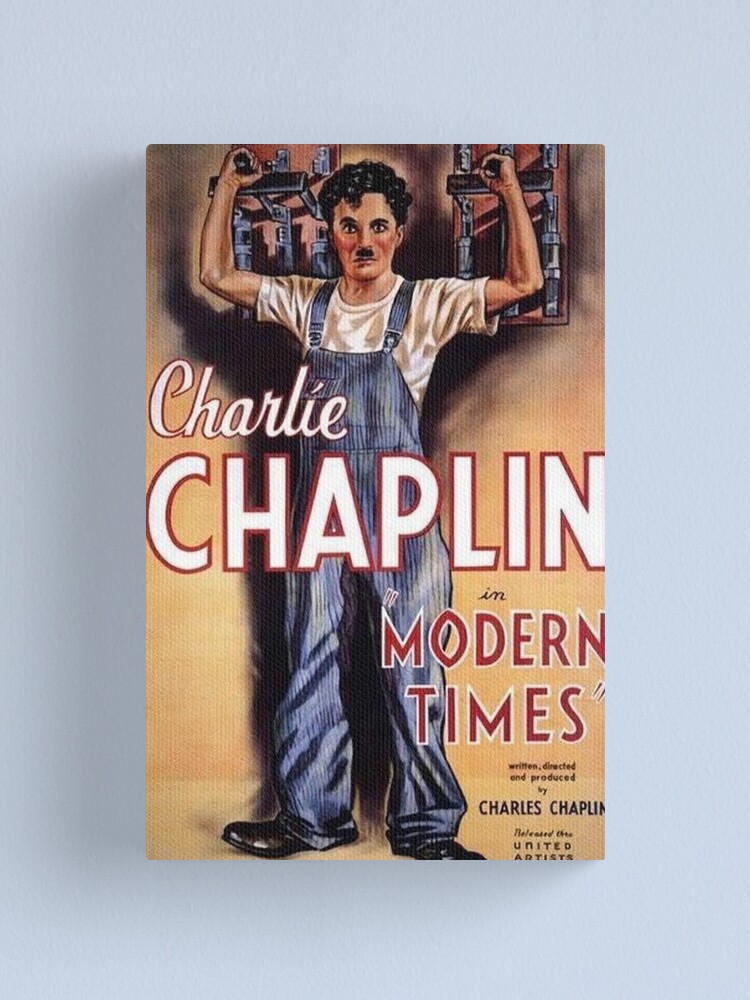 Charlie
CHAPLIN
in
"MODERN
TIMES"
written, directed
and produced
by
CHARLES CHAPLIN
Released thru
UNITED
ARTISTS